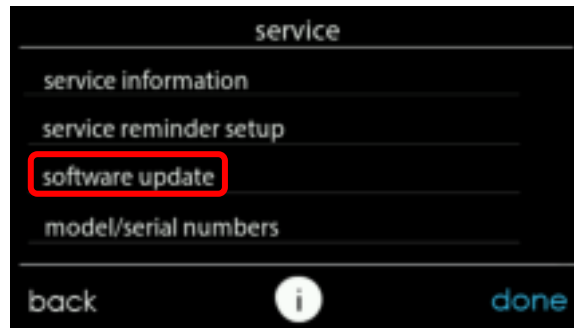 service
service information
service reminder setup
software update
model/serial numbers
back i done